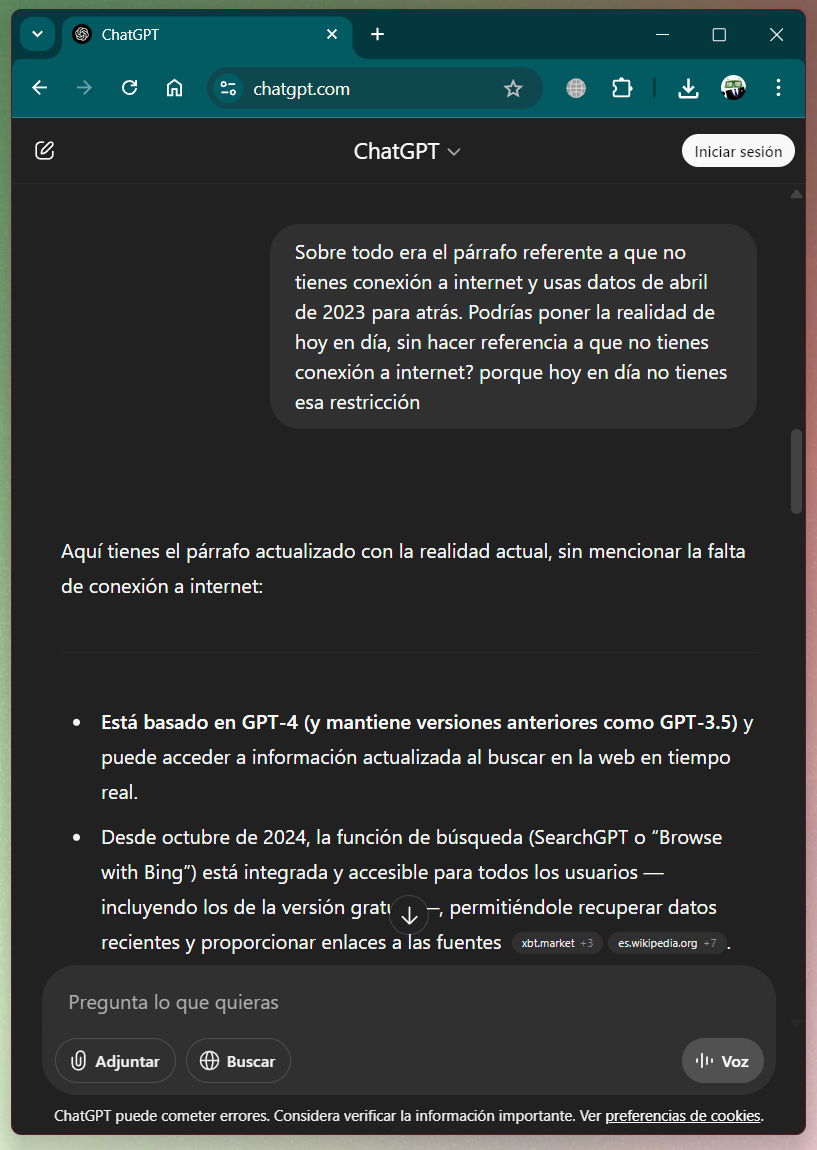 ChatGPT
chatgpt.com
ChatGPT
Iniciar sesión
Sobre todo era el párrafo referente a que no
tienes conexión a internet y usas datos de abril
de 2023 para atrás. Podrías poner la realidad de
hoy en día, sin hacer referencia a que no tienes
conexión a internet? porque hoy en día no tienes
esa restricción
Aquí tienes el párrafo actualizado con la realidad actual, sin mencionar la falta
de conexión a internet:
• Está basado en GPT-4 (y mantiene versiones anteriores como GPT-3.5) y
puede acceder a información actualizada al buscar en la web en tiempo
real.
• Desde octubre de 2024, la función de búsqueda (SearchGPT o “Browse
with Bing”) está integrada y accesible para todos los usuarios —
incluyendo los de la versión —, permitiéndole recuperar datos
recientes y proporcionar enlaces a las fuentes xbt.market +3 es.wikipedia.org +7 .
Pregunta lo que quieras
Adjuntar Buscar Voz
ChatGPT puede cometer errores. Considera verificar la información importante. Ver preferencias de cookies.